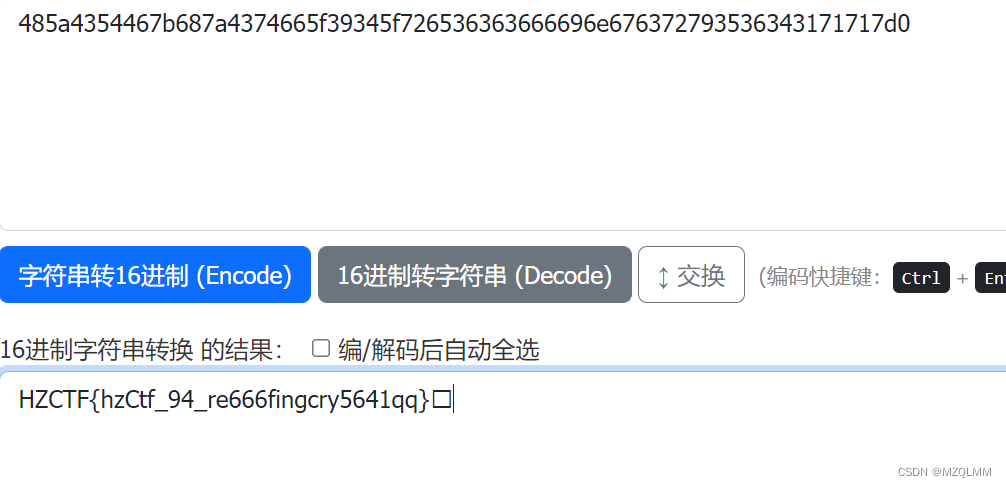 485a4354467b687a4374665f39345f726536363666696e676372793536343171717d0
字符串转16进制 (Encode) 16进制转字符串 (Decode) ↕ 交换 (编码快捷键： Ctrl + En
16进制字符串转换 的结果： 编/解码后自动全选
HZCTF{hzCtf_94_re666fingcry5641qq}□
CSDN @MZQLMM